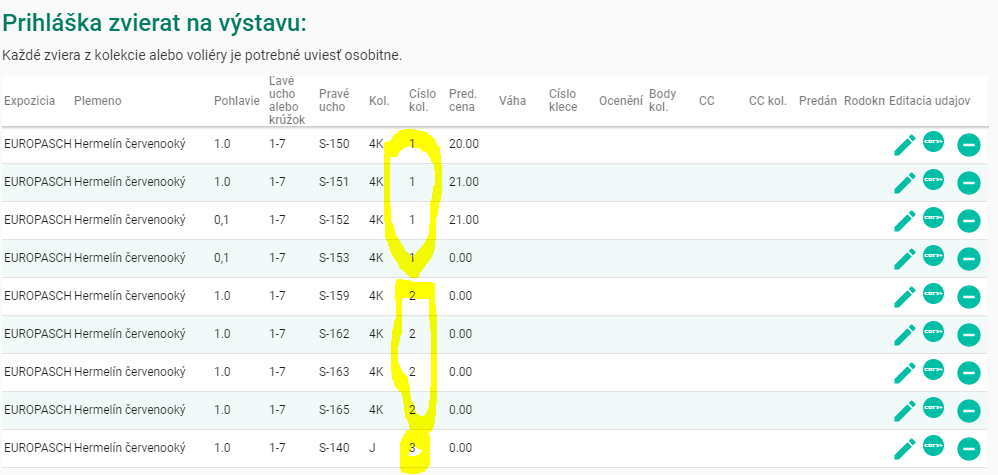 Prihláška zvierat na výstavu:
Každé zviera z kolekcie alebo voliéry je potrebné uviesť osobitne.
Expozicia Plemeno Pohlavie Ľavé ucho alebo krúžok Pravé ucho Kol. Číslo kol. Pred. cena Váha Číslo klece Ocenění Body kol. CC CC kol. Predán Rodokn Editacia udajov
EUROPASCH Hermelín červenooký 1.0 1-7 S-150 4K 1 20.00
EUROPASCH Hermelín červenooký 1.0 1-7 S-151 4K 1 21.00
EUROPASCH Hermelín červenooký 0,1 1-7 S-152 4K 1 21.00
EUROPASCH Hermelín červenooký 0,1 1-7 S-153 4K 1 0.00
EUROPASCH Hermelín červenooký 1.0 1-7 S-159 4K 2 0.00
EUROPASCH Hermelín červenooký 1.0 1-7 S-162 4K 2 0.00
EUROPASCH Hermelín červenooký 1.0 1-7 S-163 4K 2 0.00
EUROPASCH Hermelín červenooký 1.0 1-7 S-165 4K 2 0.00
EUROPASCH Hermelín červenooký 1.0 1-7 S-140 J 3 0.00